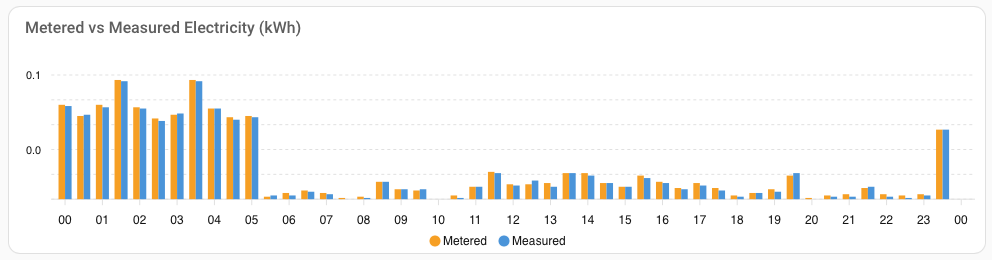 Metered vs Measured Electricity (kWh)
0.1
0.0
00 01 02 03 04 05 06 07 08 09 10 11 12 13 14 15 16 17 18 19 20 21 22 23 00
Metered Measured